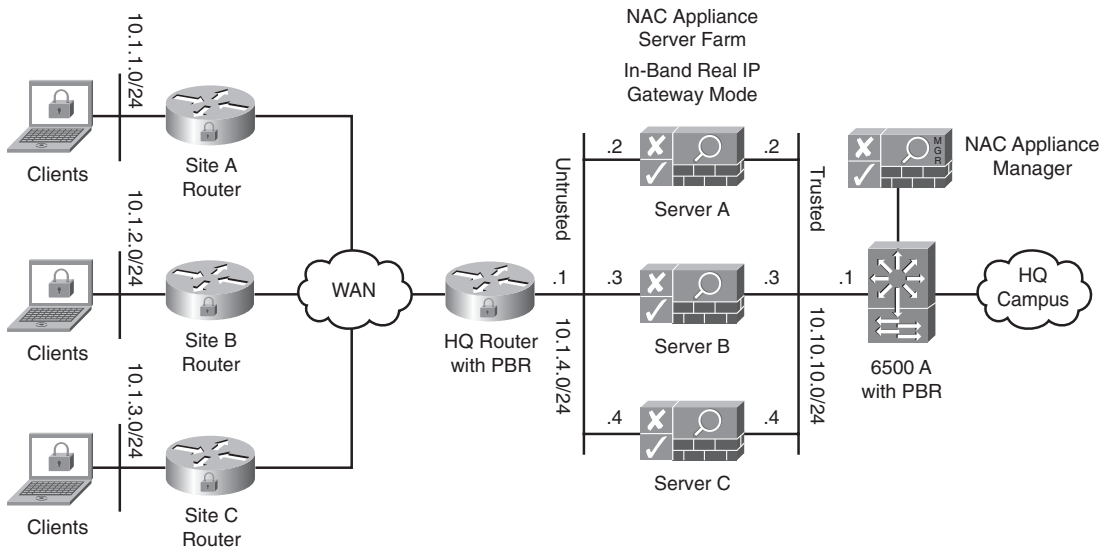 NAC Appliance
Server Farm
In-Band Real IP
Gateway Mode
10.1.1.0/24
Clients
Site A
Router
10.1.2.0/24
Clients
Site B
Router
10.1.3.0/24
Clients
Site C
Router
WAN
HQ Router
with PBR
.1
Untrusted
10.1.4.0/24
.2
Server A
.2
.3
Server B
.3
.4
Server C
.4
Trusted
10.10.10.0/24
.1
MGR
NAC Appliance
Manager
6500 A
with PBR
HQ
Campus